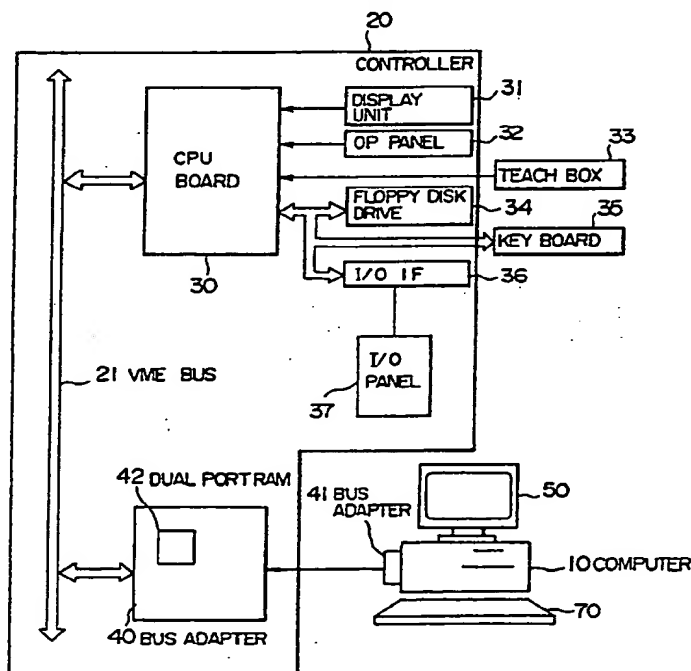 20
CONTROLLER
31
DISPLAY
UNIT
32
OP PANEL
33
CPU
BOARD
TEACH BOX
FLOPPY DISK
DRIVE
34
35
KEY BOARD
30
I/O IF
36
I/O
PANEL
37
21 VME BUS
42 DUAL PORT RAM
41 BUS
ADAPTER
50
10 COMPUTER
70
40 BUS ADAPTER